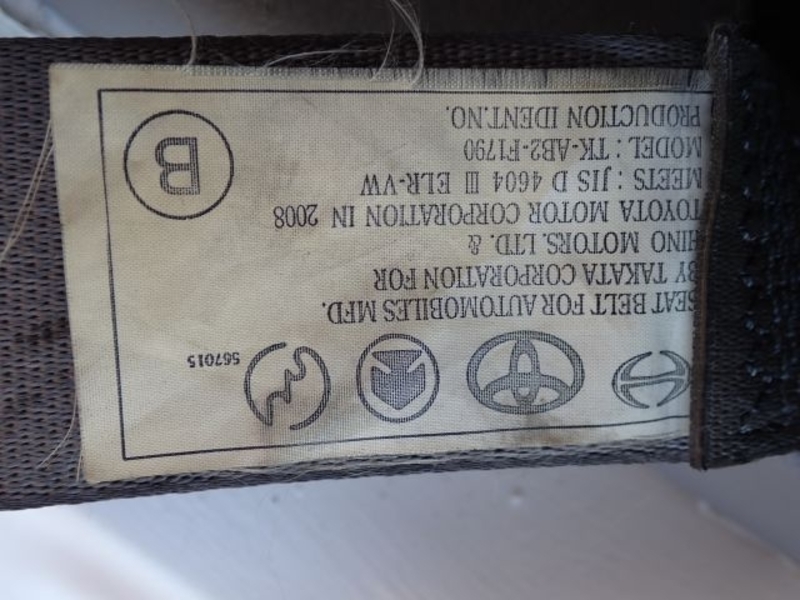 567015
SEAT BELT FOR AUTOMOBILES MFD.
BY TAKATA CORPORATION FOR
HINO MOTORS. LTD. &
TOYOTA MOTOR CORPORATION IN 2008
MEETS : JIS D 4604 III ELR-VW
MODEL : TK-AB2-F1790
PRODUCTION IDENT.NO.
B